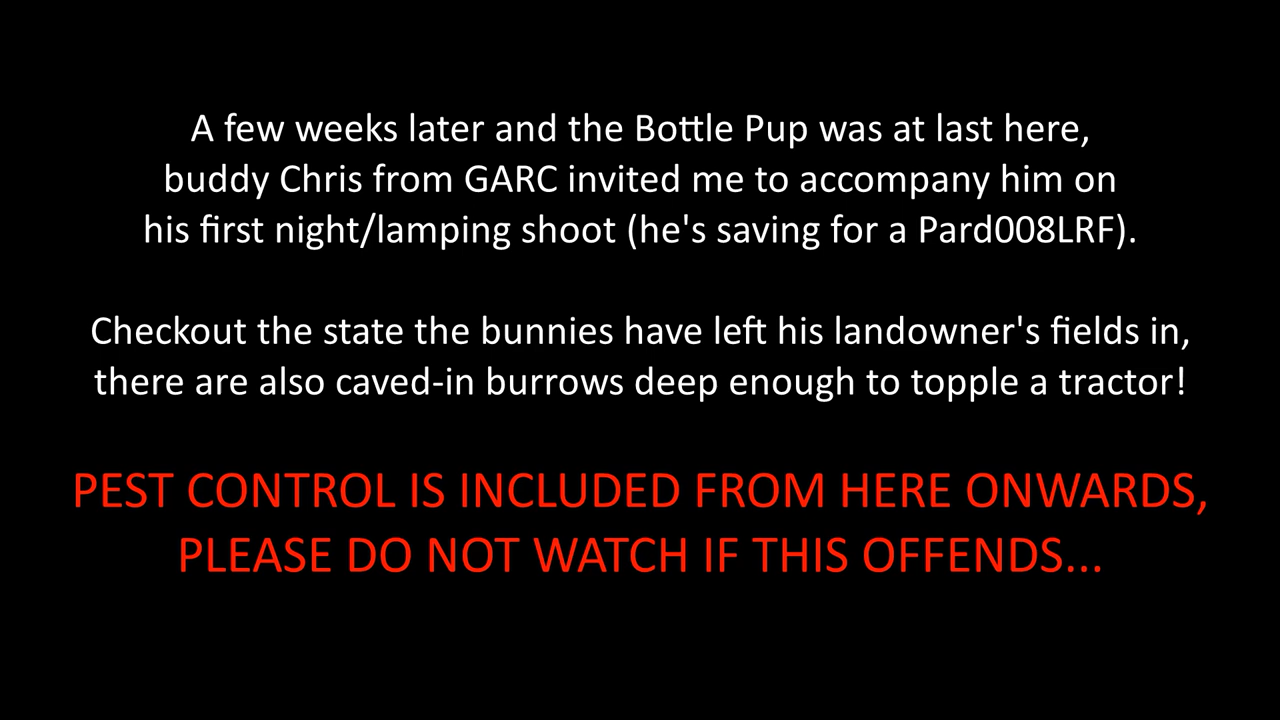 A few weeks later and the Bottle Pup was at last here,
buddy Chris from GARC invited me to accompany him on
his first night/lamping shoot (he's saving for a Pard008LRF).
Checkout the state the bunnies have left his landowner's fields in,
there are also caved-in burrows deep enough to topple a tractor!
PEST CONTROL IS INCLUDED FROM HERE ONWARDS,
PLEASE DO NOT WATCH IF THIS OFFENDS...